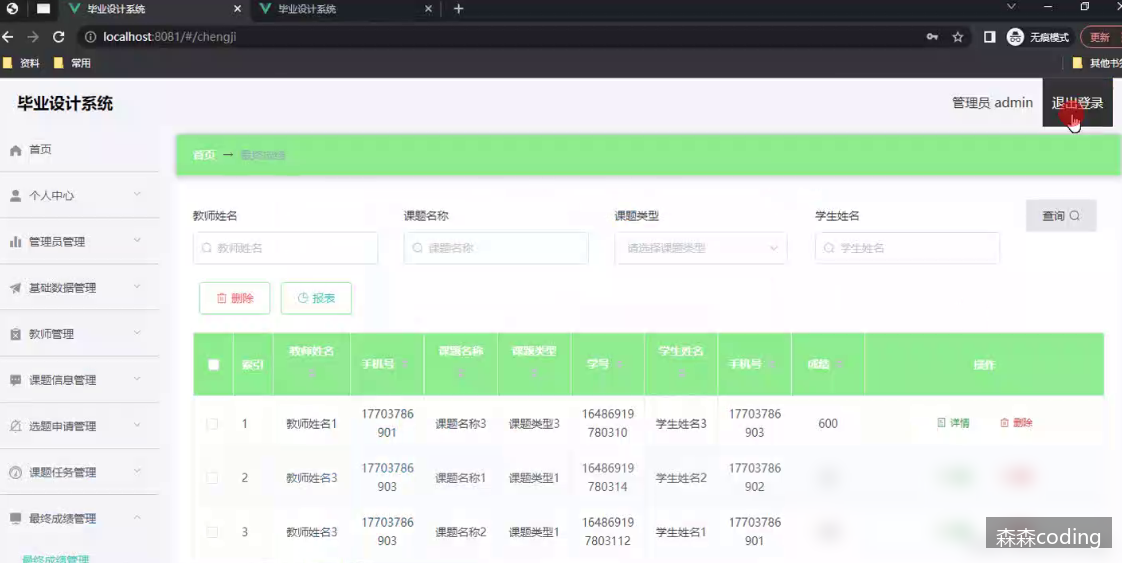 毕业设计系统
毕业设计系统
localhost:8081/#/chengji
无痕模式
更新
资料
常用
毕业设计系统
管理员 admin
退出登录
首页
首页 → 最终成绩
个人中心
教师姓名 课题名称 课题类型 学生姓名
查询
教师姓名 课题名称 请选择课题类型 学生姓名
管理员管理
基础数据管理
删除 报表
教师管理
索引 教师姓名 手机号 课题名称 课题类型 学号 学生姓名 手机号 成绩 操作
课题信息管理
1 教师姓名1 17703786901 课题名称3 课题类型3 16486919780310 学生姓名3 17703786903 600 详情 删除
选题申请管理
课题任务管理
2 教师姓名3 17703786903 课题名称1 课题类型1 16486919780314 学生姓名2 17703786902
最终成绩管理
3 教师姓名3 17703786903 课题名称2 课题类型1 164869197803112 学生姓名1 17703786901
最终成绩管理
森森coding